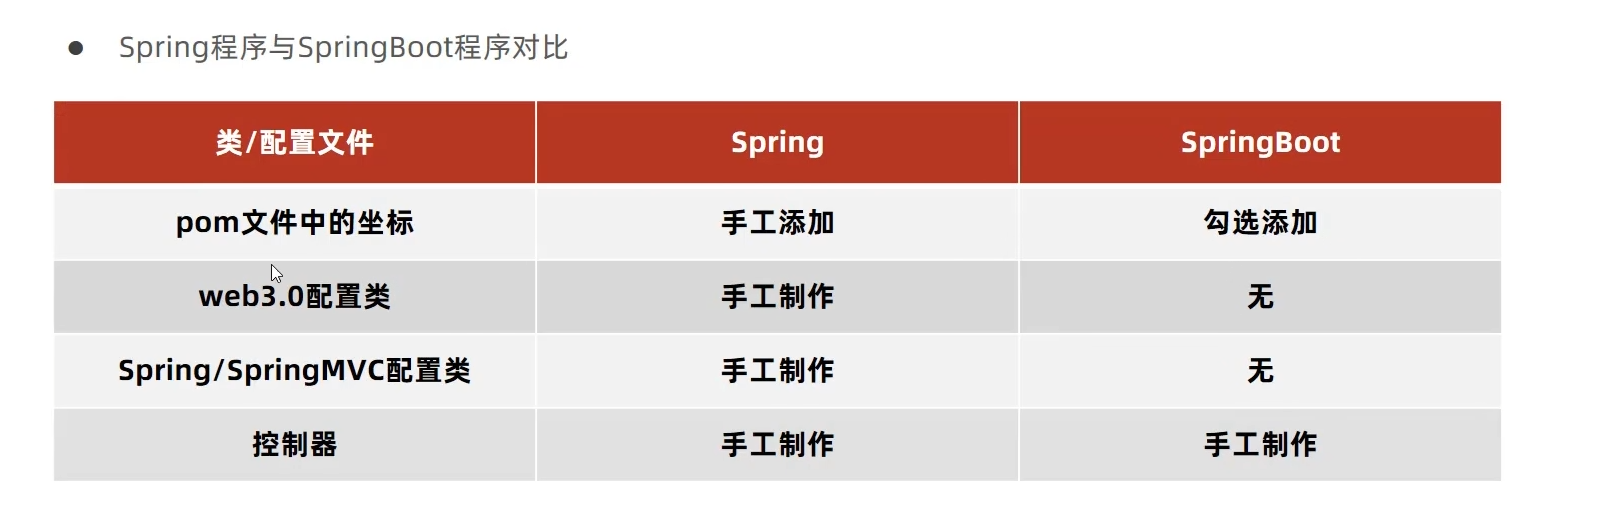 Spring程序与SpringBoot程序对比
类/配置文件 Spring SpringBoot
pom文件中的坐标 手工添加 勾选添加
web3.0配置类 手工制作 无
Spring/SpringMVC配置类 手工制作 无
控制器 手工制作 手工制作